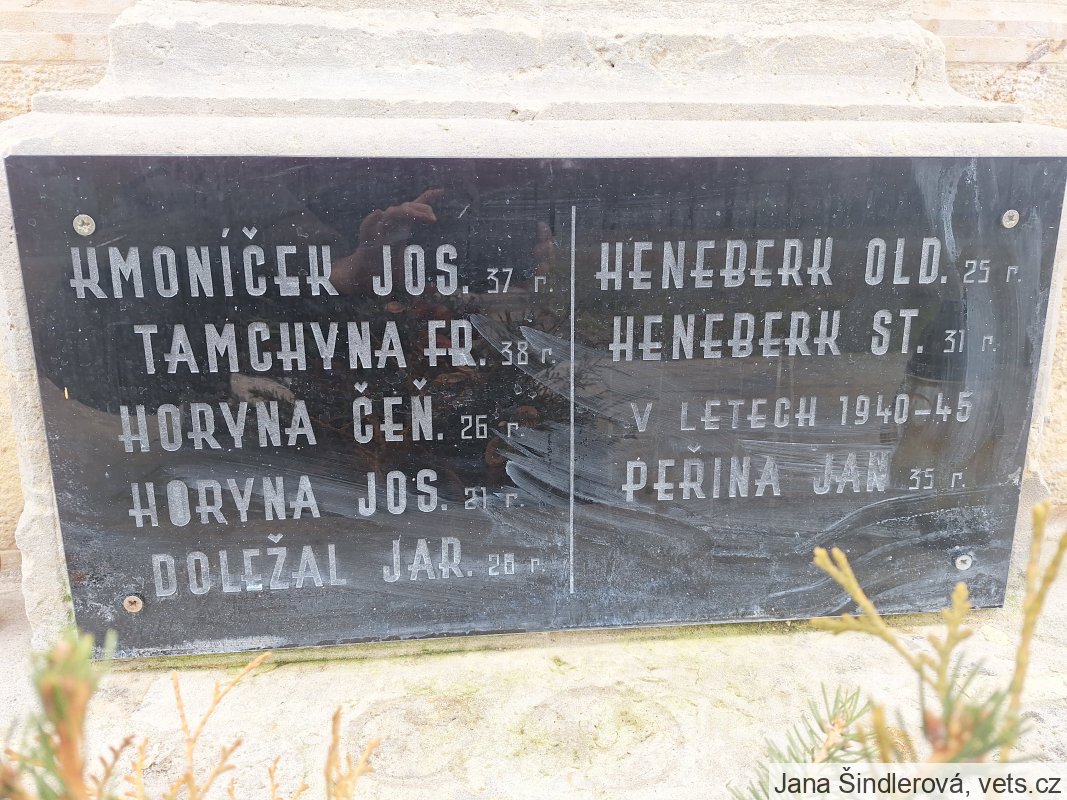 KMONÍČEK JOS. 37 r.
TAMCHYNA FR. 38 r.
HORYNA ČEŇ. 26 r.
HORYNA JOS. 21 r.
DOLEŽAL JAR. 28 r.
HENEBERK OLD. 25 r.
HENEBERK ST. 31 r.
V LETECH 1940-45
PEŘINA JAN 35 r.
Jana Šindlerová, vets.cz